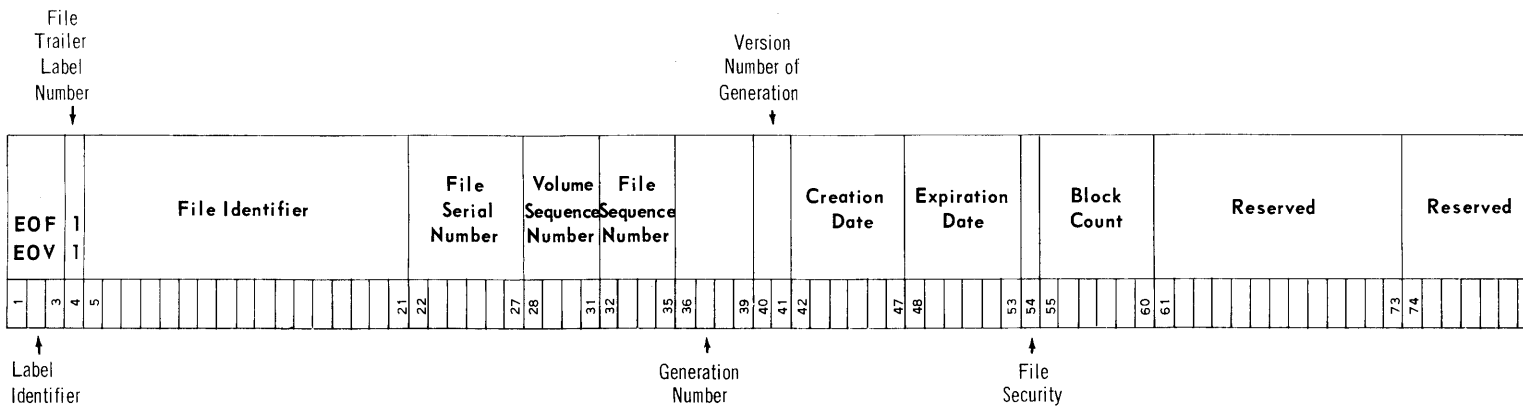 File
Trailer
Label
Number
Version
Number of
Generation
EOF 1
EOV 1
File Identifier
File
Serial
Number
Volume
Sequence
Number
File
Sequence
Number
Creation
Date
Expiration
Date
Block
Count
Reserved
Reserved
1 3 4 5 21 22 27 28 31 32 35 36 39 40 41 42 47 48 53 54 55 60 61 73 74
Label
Identifier
Generation
Number
File
Security